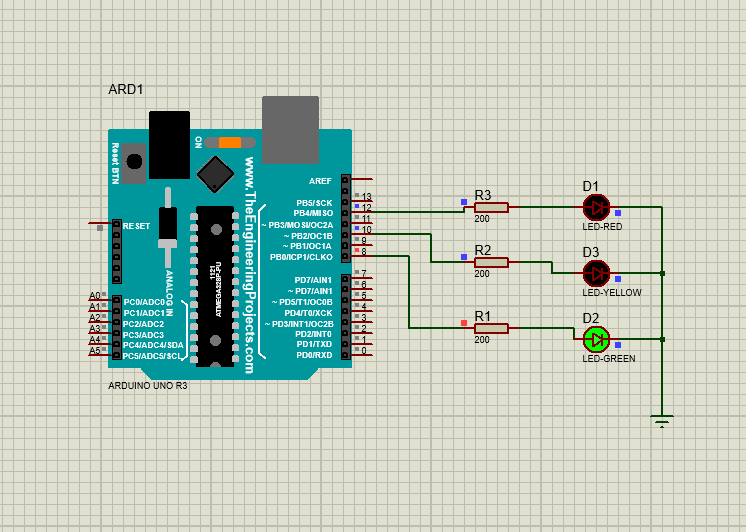 ARD1
ON
Reset BTN
www.TheEngineeringProjects.com
AREF
PB5/SCK
13
PB4/MISO
12
~ PB3/MOSI/OC2A
11
~ PB2/OC1B
10
~ PB1/OC1A
9
PB0/ICP1/CLKO
8
PD7/AIN1
7
~ PD7/AIN1
6
~ PD5/T1/OC0B
5
PD4/T0/XCK
4
~ PD3/INT1/OC2B
3
PD2/INT0
2
PD1/TXD
1
PD0/RXD
0
RESET
ANALOG IN
A0
PC0/ADC0
A1
PC1/ADC1
A2
PC2/ADC2
A3
PC3/ADC3
A4
PC4/ADC4/SDA
A5
PC5/ADC5/SCL
1121
ARDUINO UNO R3
R3
200
D1
LED-RED
R2
200
D3
LED-YELLOW
R1
200
D2
LED-GREEN